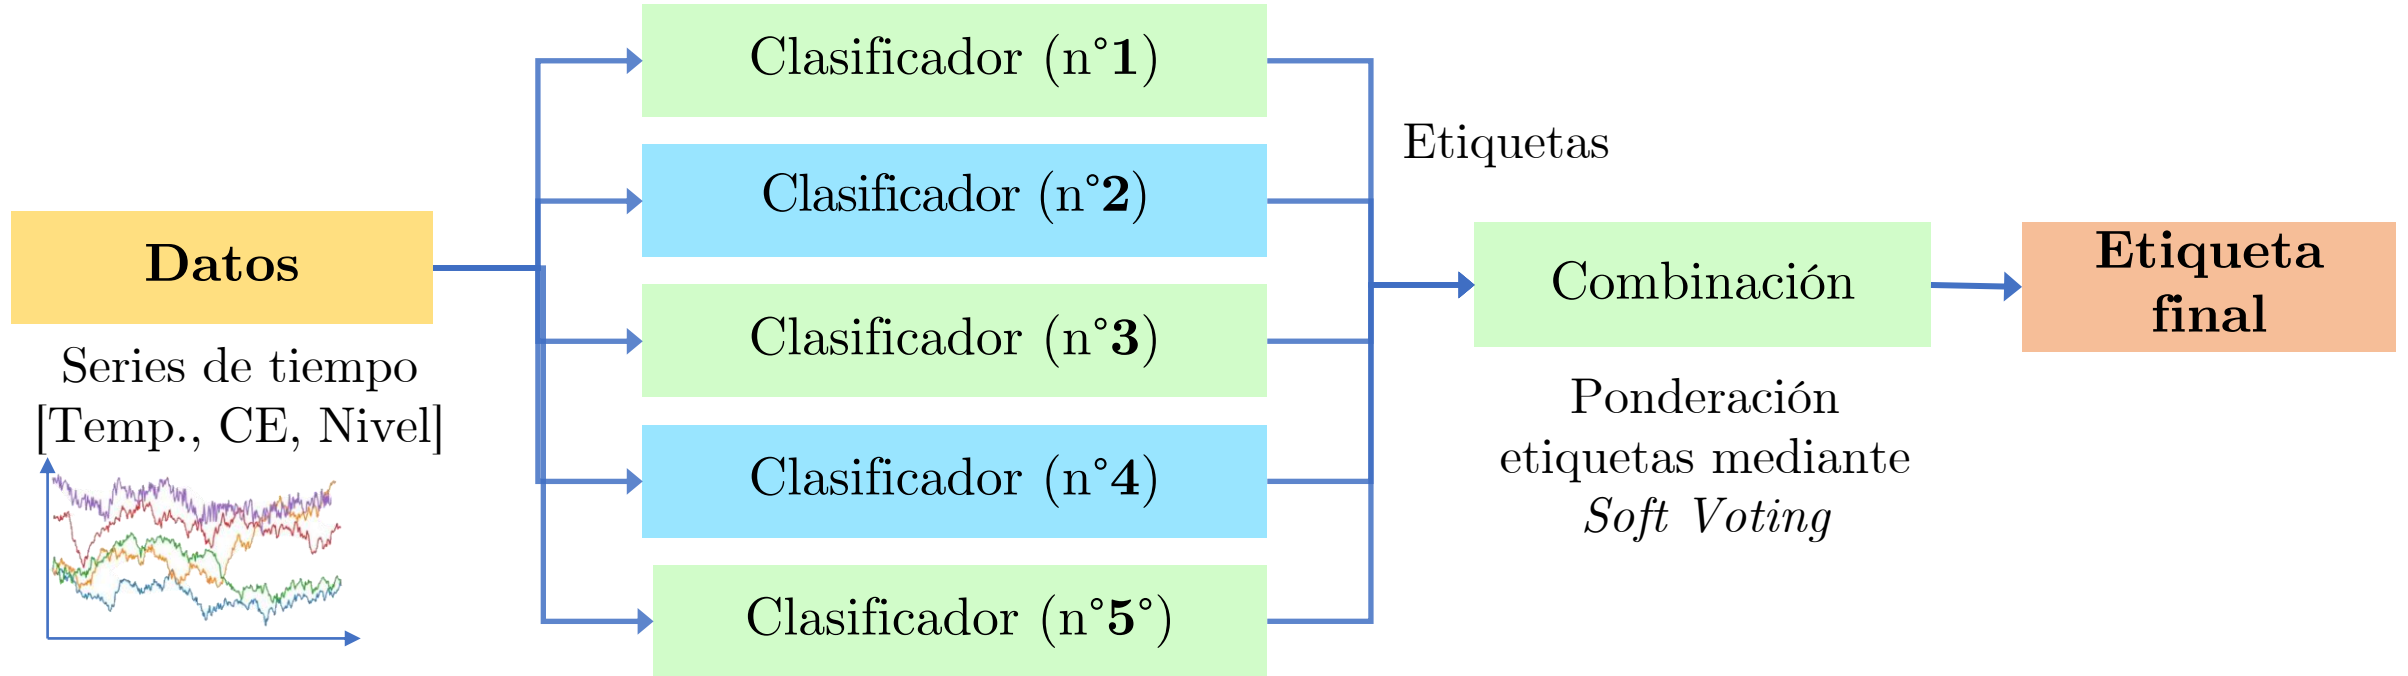 Datos
Series de tiempo
[Temp., CE, Nivel]
Clasificador (n°1)
Clasificador (n°2)
Clasificador (n°3)
Clasificador (n°4)
Clasificador (n°5°)
Etiquetas
Combinación
Ponderación
etiquetas mediante
Soft Voting
Etiqueta
final